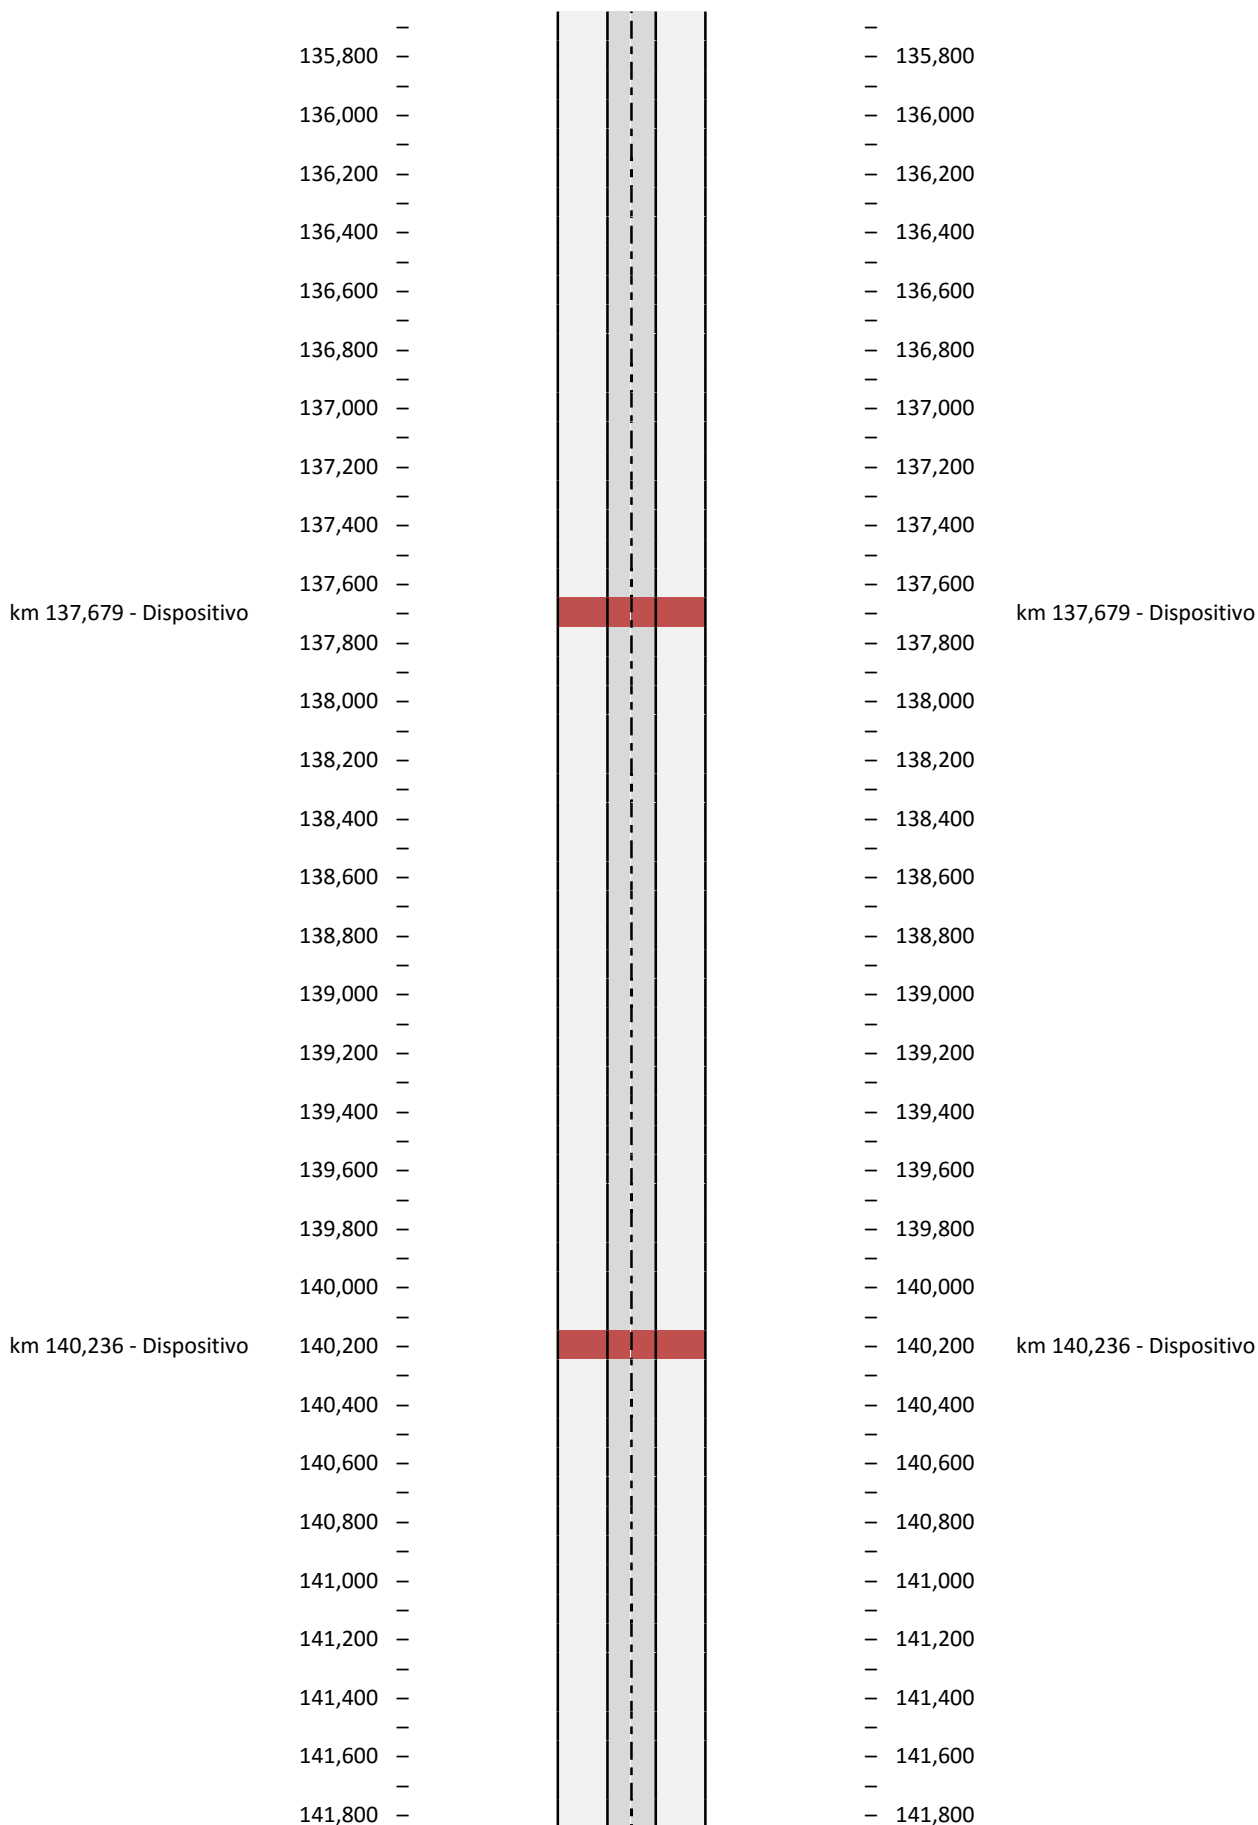 135,800 – – 135,800
136,000 – – 136,000
136,200 – – 136,200
136,400 – – 136,400
136,600 – – 136,600
136,800 – – 136,800
137,000 – – 137,000
137,200 – – 137,200
137,400 – – 137,400
137,600 – – 137,600
km 137,679 - Dispositivo – – km 137,679 - Dispositivo
137,800 – – 137,800
138,000 – – 138,000
138,200 – – 138,200
138,400 – – 138,400
138,600 – – 138,600
138,800 – – 138,800
139,000 – – 139,000
139,200 – – 139,200
139,400 – – 139,400
139,600 – – 139,600
139,800 – – 139,800
140,000 – – 140,000
km 140,236 - Dispositivo 140,200 – – 140,200 km 140,236 - Dispositivo
140,400 – – 140,400
140,600 – – 140,600
140,800 – – 140,800
141,000 – – 141,000
141,200 – – 141,200
141,400 – – 141,400
141,600 – – 141,600
141,800 – – 141,800